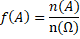 f(A) = n(A) / n(Ω)